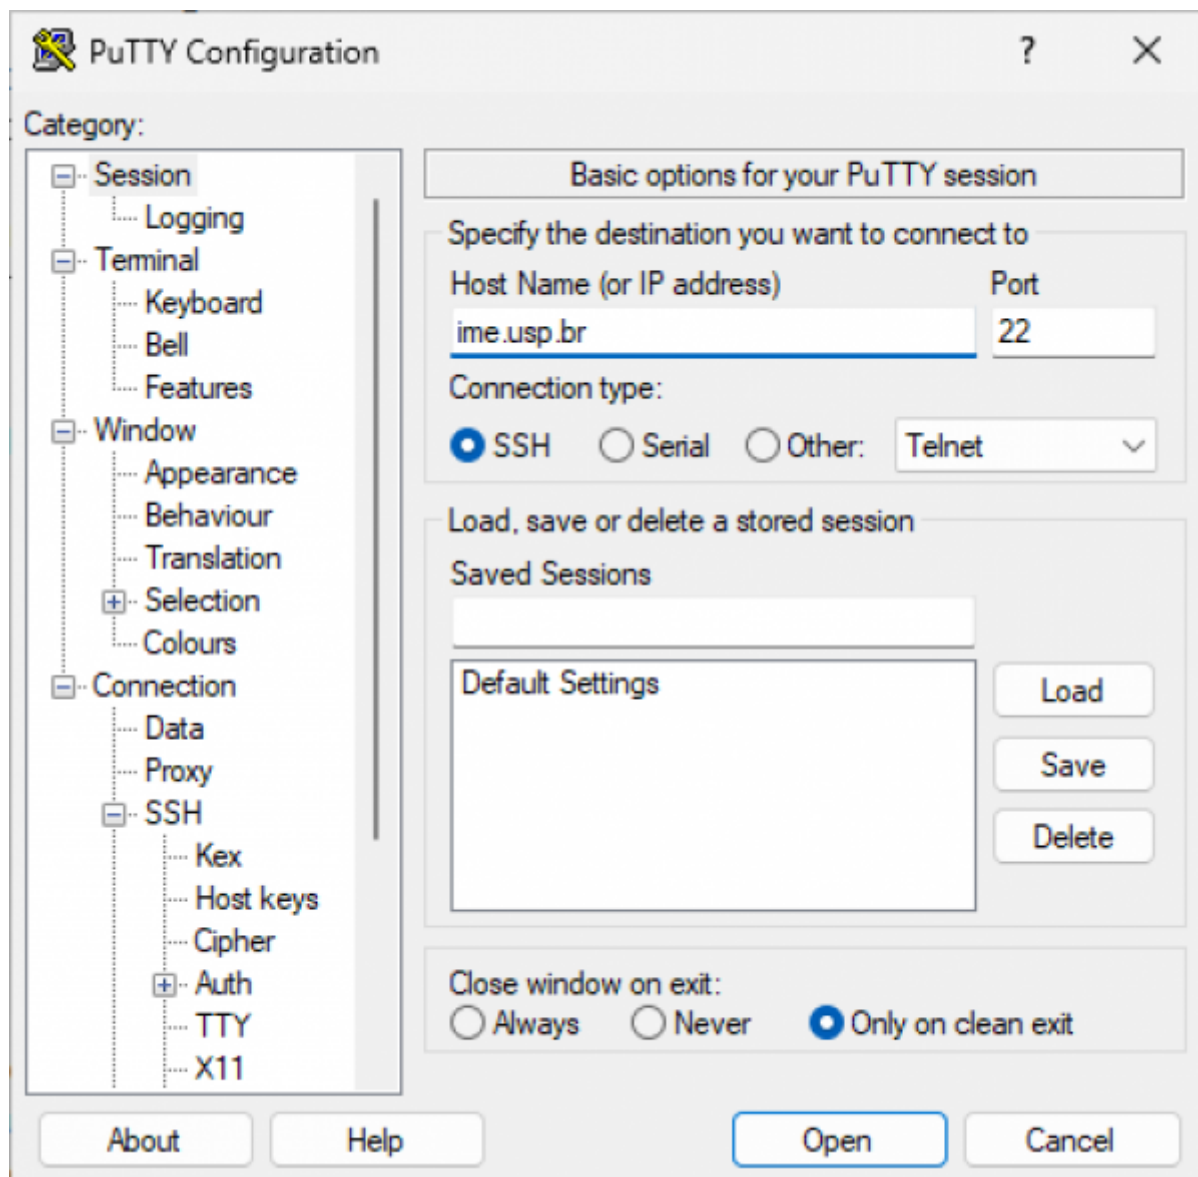 PuTTY Configuration
?
Category:
Session
Logging
Terminal
Keyboard
Bell
Features
Window
Appearance
Behaviour
Translation
Selection
Colours
Connection
Data
Proxy
SSH
Kex
Host keys
Cipher
Auth
TTY
X11
Basic options for your PuTTY session
Specify the destination you want to connect to
Host Name (or IP address) Port
ime.usp.br 22
Connection type:
SSH Serial Other: Telnet
Load, save or delete a stored session
Saved Sessions
Default Settings
Load
Save
Delete
Close window on exit:
Always Never Only on clean exit
About Help Open Cancel